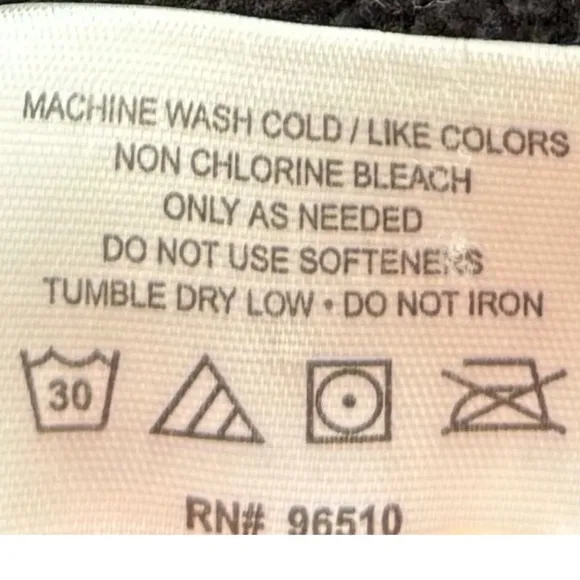 MACHINE WASH COLD / LIKE COLORS
NON CHLORINE BLEACH
ONLY AS NEEDED
DO NOT USE SOFTENERS
TUMBLE DRY LOW • DO NOT IRON
30
RN# 96510